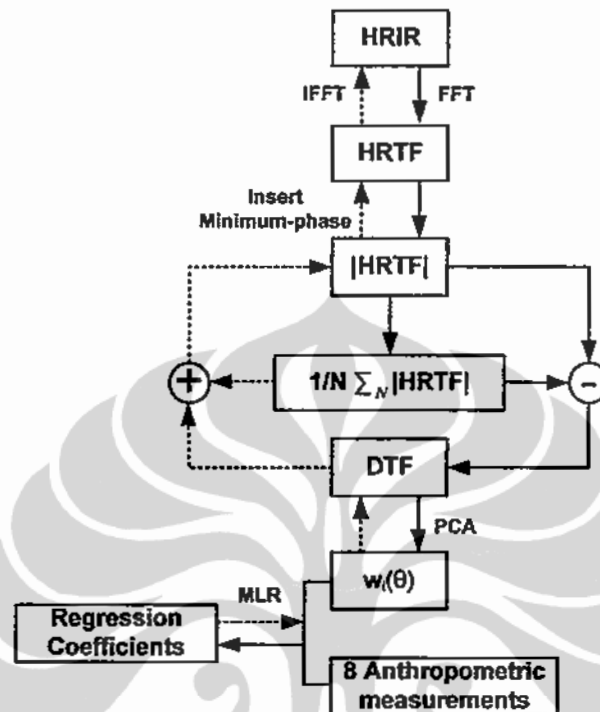 HRIR
IFFT
FFT
HRTF
Insert
Minimum-phase
|HRTF|
+
1/N ∑N |HRTF|
-
DTF
PCA
wi(θ)
MLR
Regression
Coefficients
8 Anthropometric
measurements